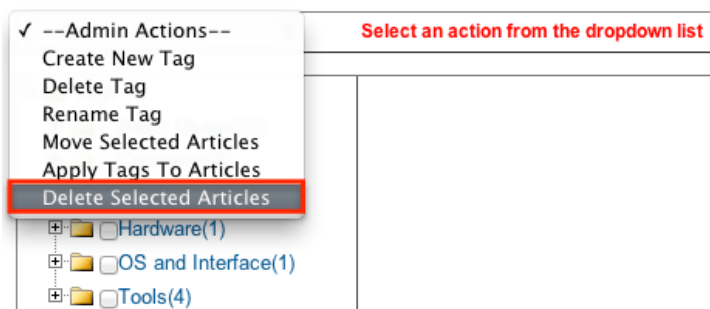 ✓ --Admin Actions--
Select an action from the dropdown list
Create New Tag
Delete Tag
Rename Tag
Move Selected Articles
Apply Tags To Articles
Delete Selected Articles
Hardware(1)
OS and Interface(1)
Tools(4)